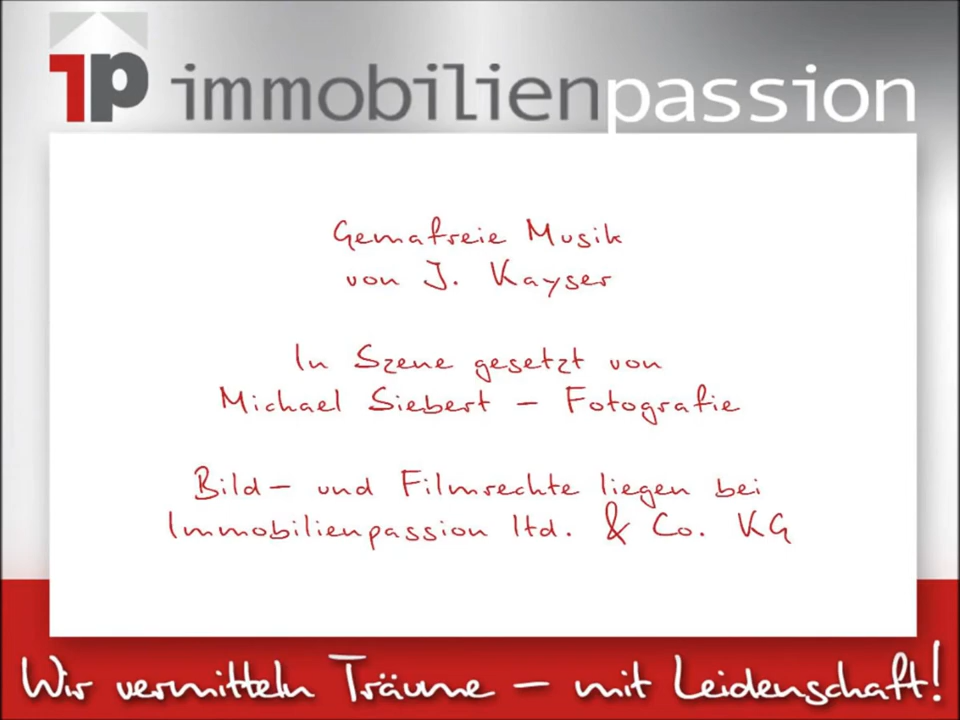 IP immobilienpassion
Gemafreie Musik
von J. Kayser
In Szene gesetzt von
Michael Siebert – Fotografie
Bild- und Filmrechte liegen bei
Immobilienpassion ltd. & Co. KG
Wir vermitteln Träume – mit Leidenschaft!